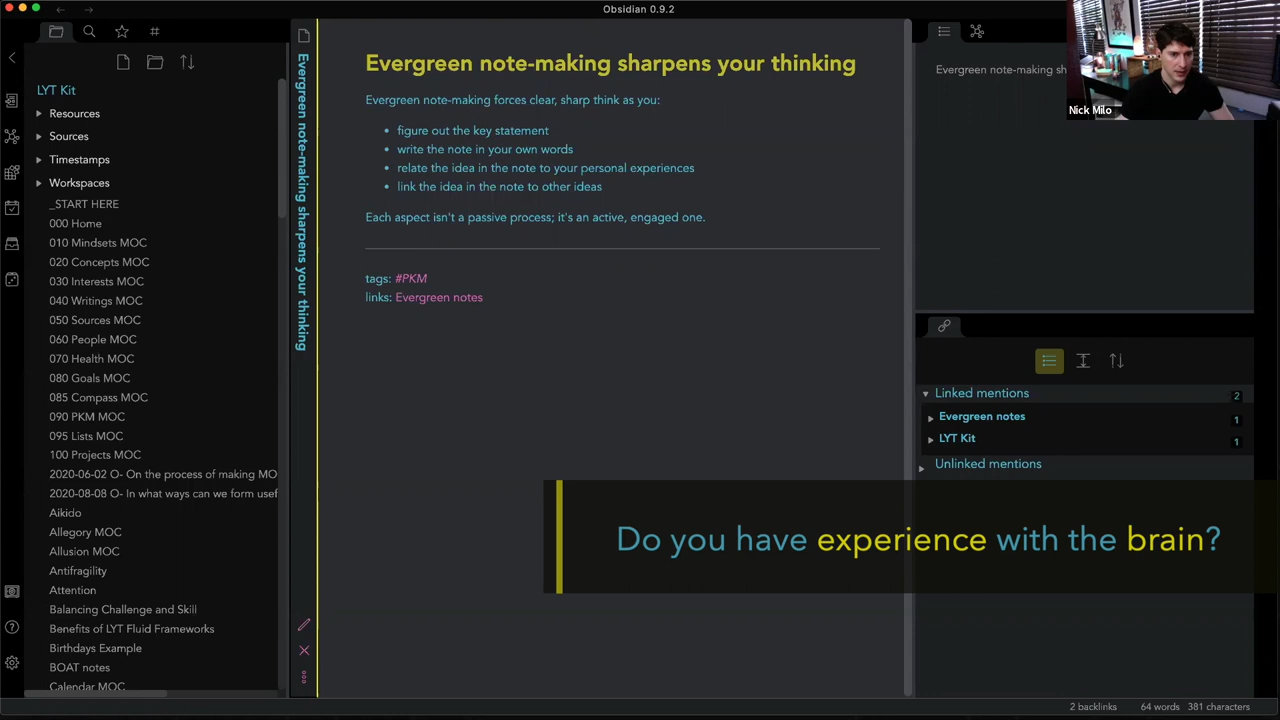 Obsidian 0.9.2
LYT Kit
Resources
Sources
Timestamps
Workspaces
_START HERE
000 Home
010 Mindsets MOC
020 Concepts MOC
030 Interests MOC
040 Writings MOC
050 Sources MOC
060 People MOC
070 Health MOC
080 Goals MOC
085 Compass MOC
090 PKM MOC
095 Lists MOC
100 Projects MOC
2020-06-02 O- On the process of making MO
2020-08-08 O- In what ways can we form usef
Aikido
Allegory MOC
Allusion MOC
Antifragility
Attention
Balancing Challenge and Skill
Benefits of LYT Fluid Frameworks
Birthdays Example
BOAT notes
Calendar MOC
Evergreen note-making sharpens your thinking
Evergreen note-making sharpens your thinking
Evergreen note-making forces clear, sharp think as you:
• figure out the key statement
• write the note in your own words
• relate the idea in the note to your personal experiences
• link the idea in the note to other ideas
Each aspect isn't a passive process; it's an active, engaged one.
tags: #PKM
links: Evergreen notes
Evergreen note-making sh
Nick Milo
Linked mentions 2
Evergreen notes 1
LYT Kit 1
Unlinked mentions
Do you have experience with the brain?
2 backlinks 64 words 381 characters